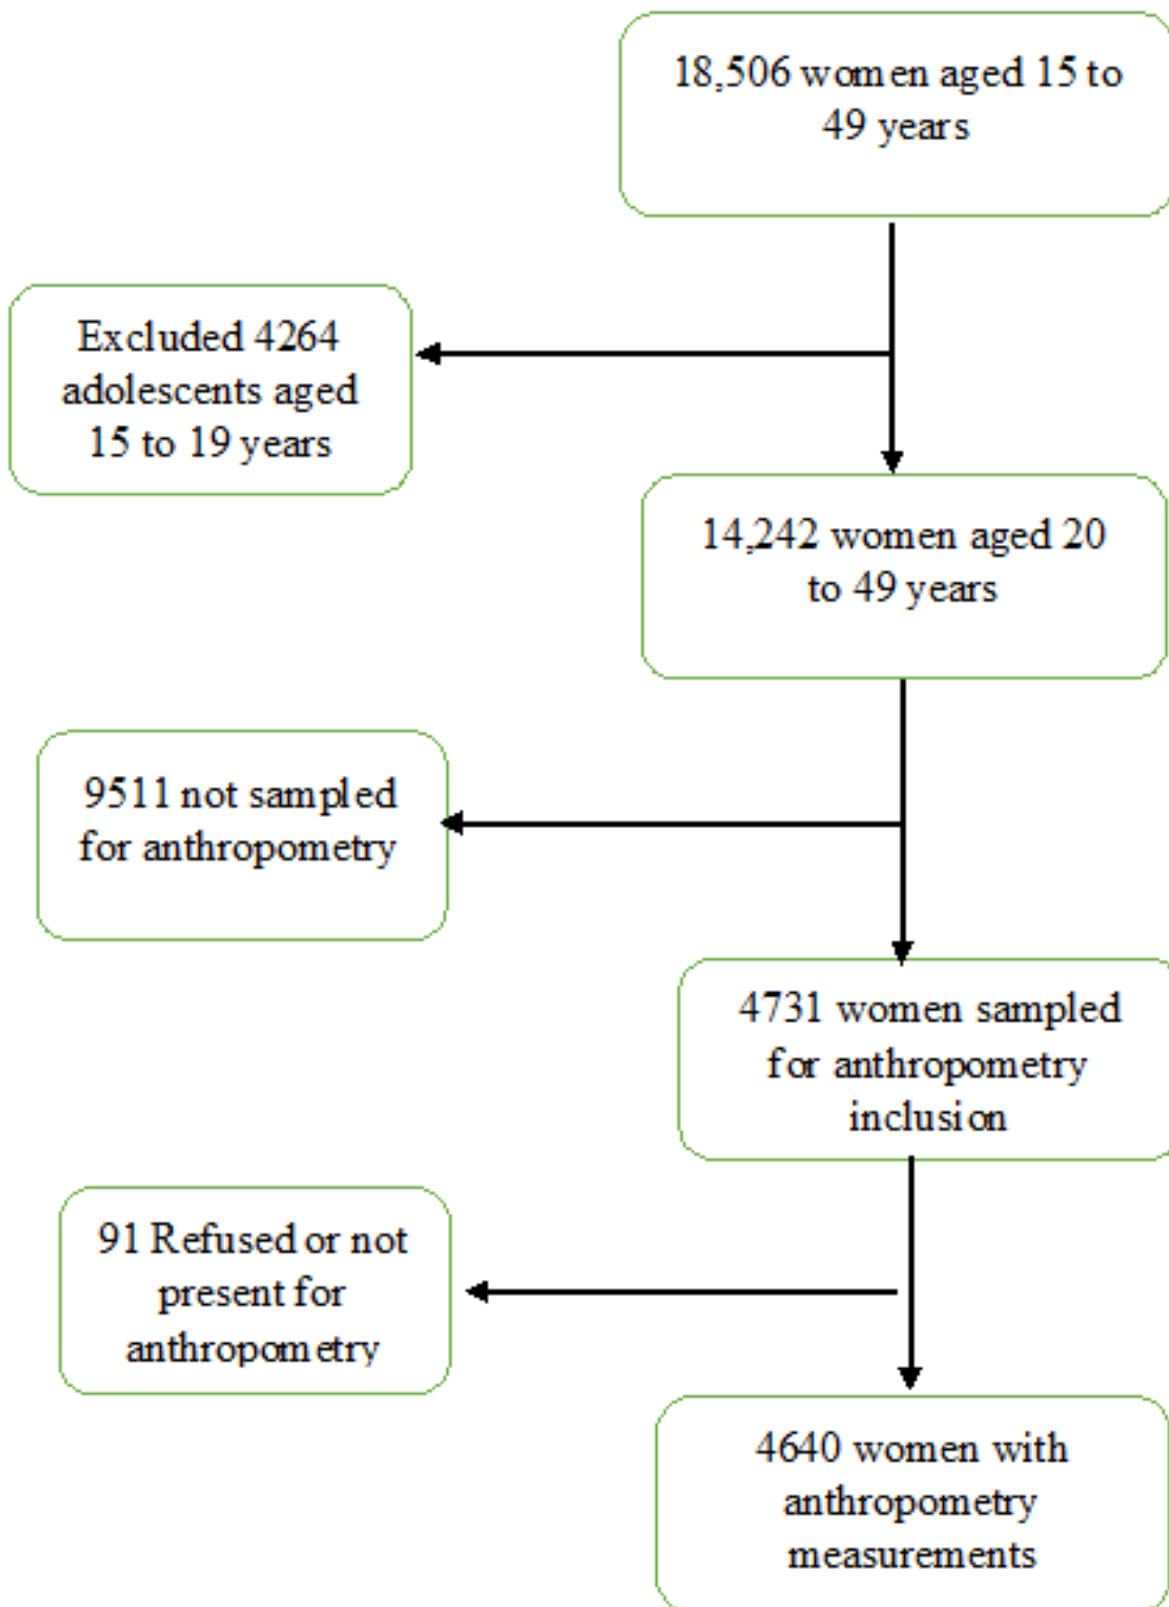 18,506 women aged 15 to
49 years
Excluded 4264
adolescents aged
15 to 19 years
14,242 women aged 20
to 49 years
9511 not sampled
for anthropometry
4731 women sampled
for anthropometry
inclusion
91 Refused or not
present for
anthropometry
4640 women with
anthropometry
measurements